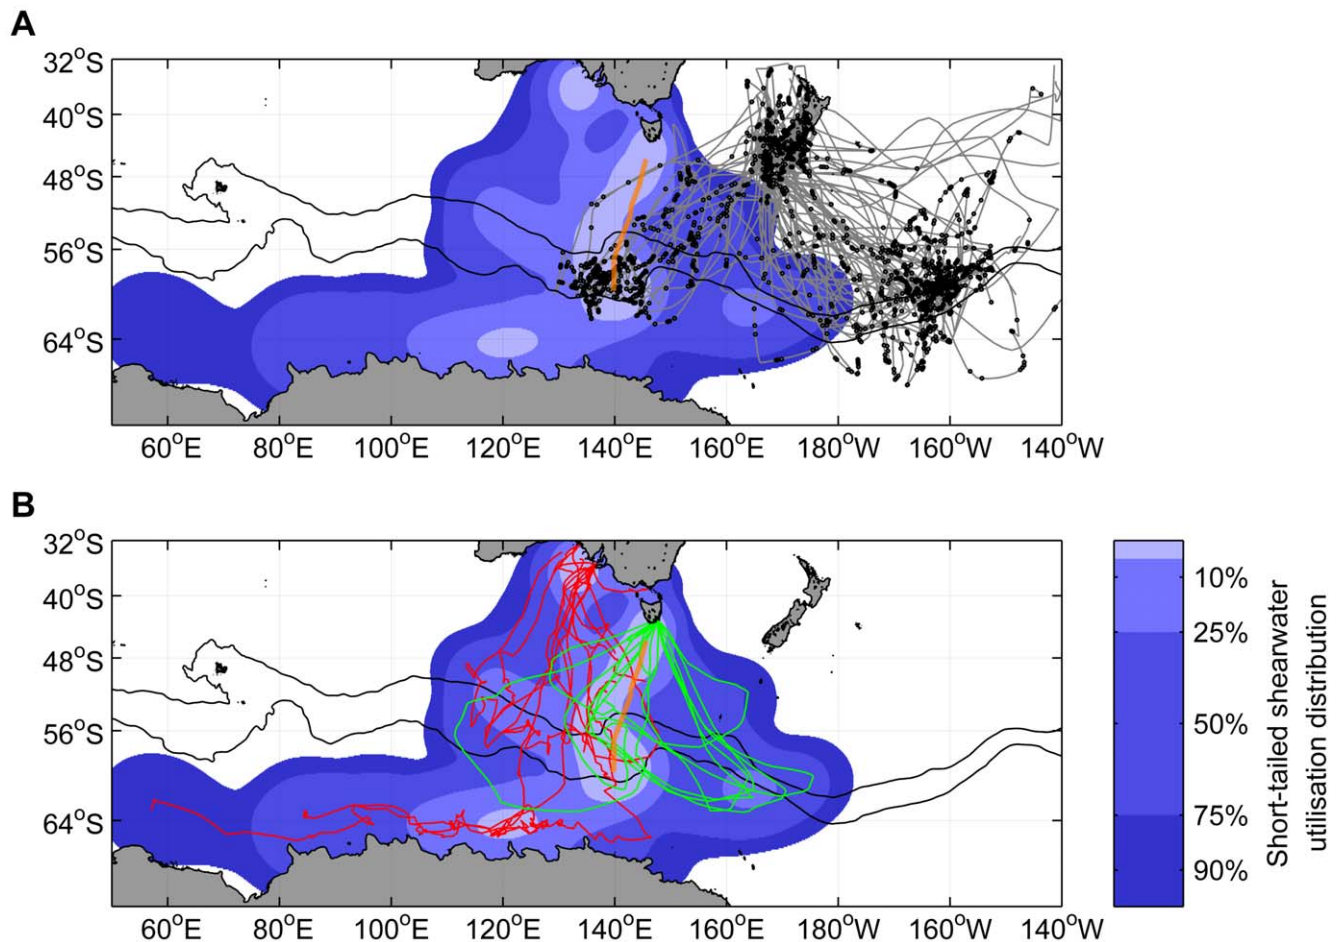 A
32°S
40°S
48°S
56°S
64°S
60°E 80°E 100°E 120°E 140°E 160°E 180°W 160°W 140°W
B
32°S
40°S
48°S
56°S
64°S
60°E 80°E 100°E 120°E 140°E 160°E 180°W 160°W 140°W
10%
25%
50%
75%
90%
Short-tailed shearwater
utilisation distribution